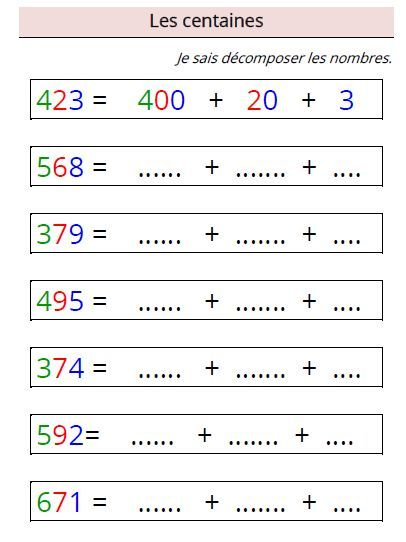 Les centaines
Je sais décomposer les nombres.
423 = 400 + 20 + 3
568 = ...... + ....... + ....
379 = ...... + ....... + ....
495 = ...... + ....... + ....
374 = ...... + ....... + ....
592= ...... + ....... + ....
671 = ...... + ....... + ....